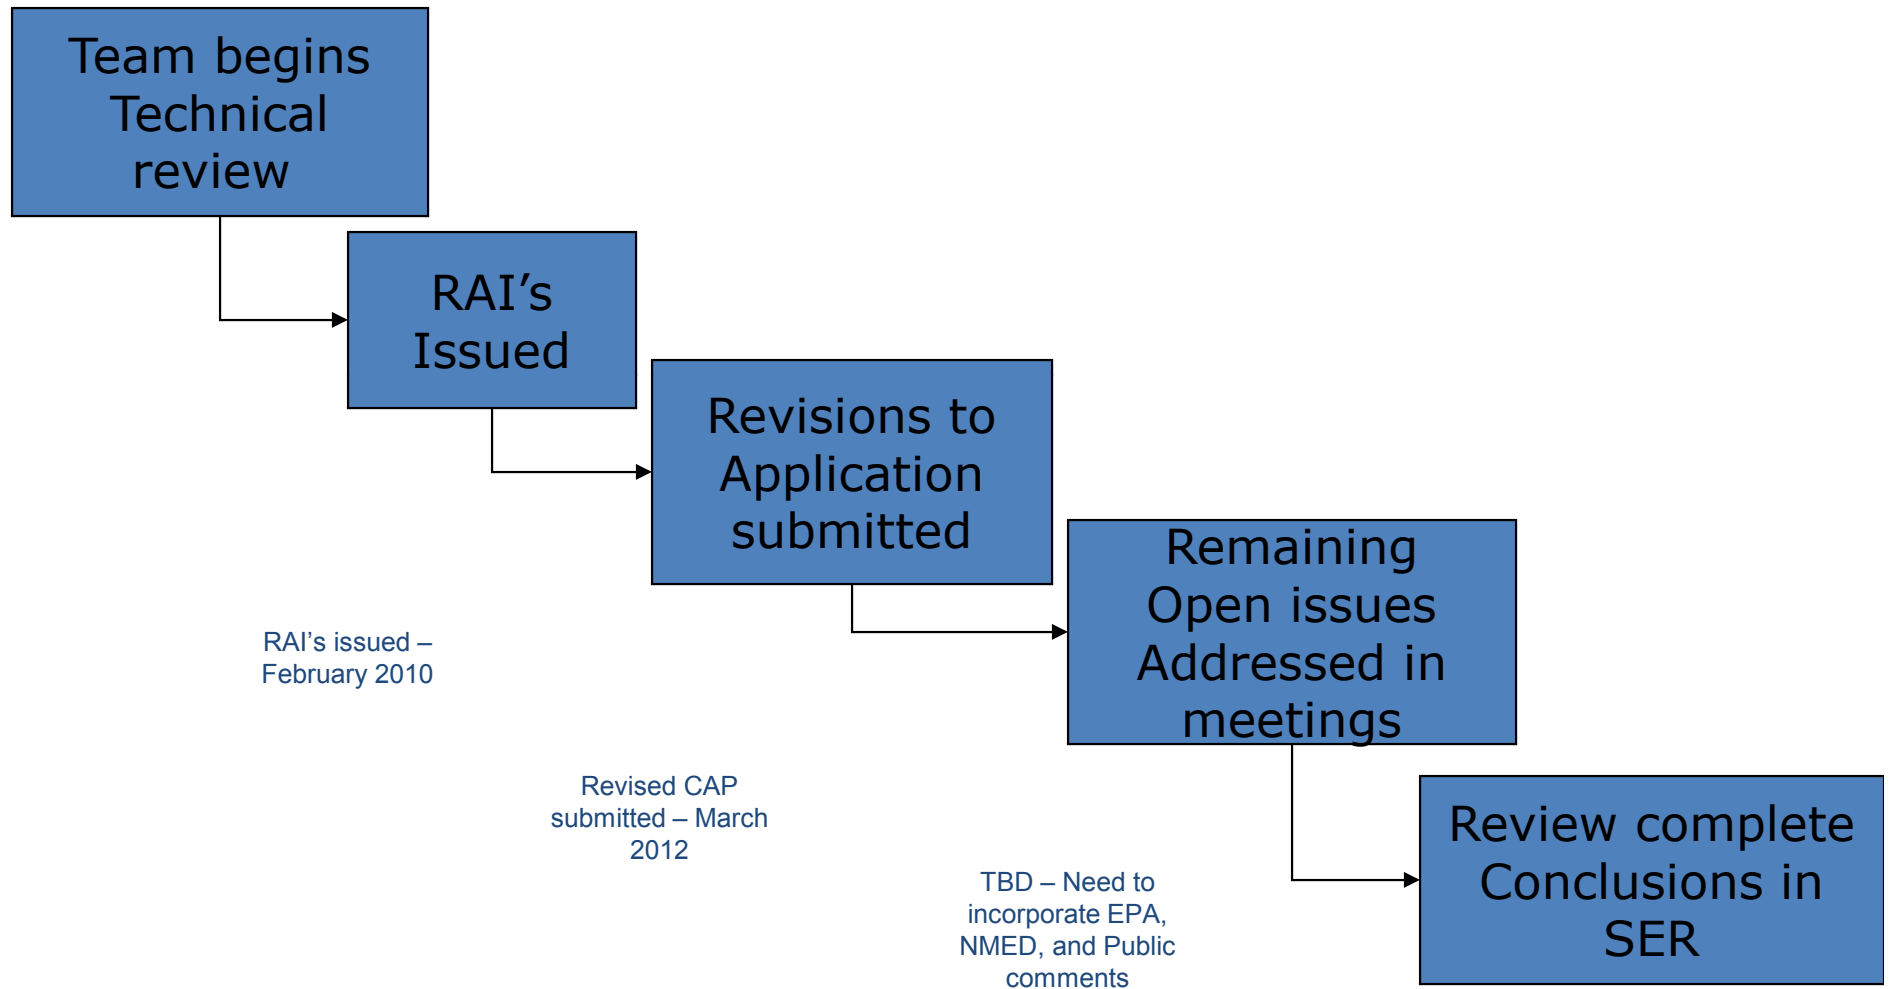 Team begins
Technical
review
RAI’s
Issued
Revisions to
Application
submitted
Remaining
Open issues
Addressed in
meetings
Review complete
Conclusions in
SER
RAI’s issued –
February 2010
Revised CAP
submitted – March
2012
TBD – Need to
incorporate EPA,
NMED, and Public
comments